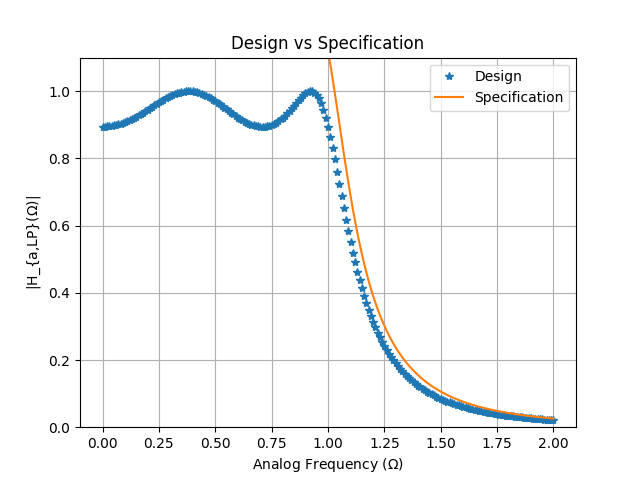 Design vs Specification
Design
Specification
1.0
0.8
0.6
0.4
0.2
0.0
|H_{a,LP}(Ω)|
0.00 0.25 0.50 0.75 1.00 1.25 1.50 1.75 2.00
Analog Frequency (Ω)